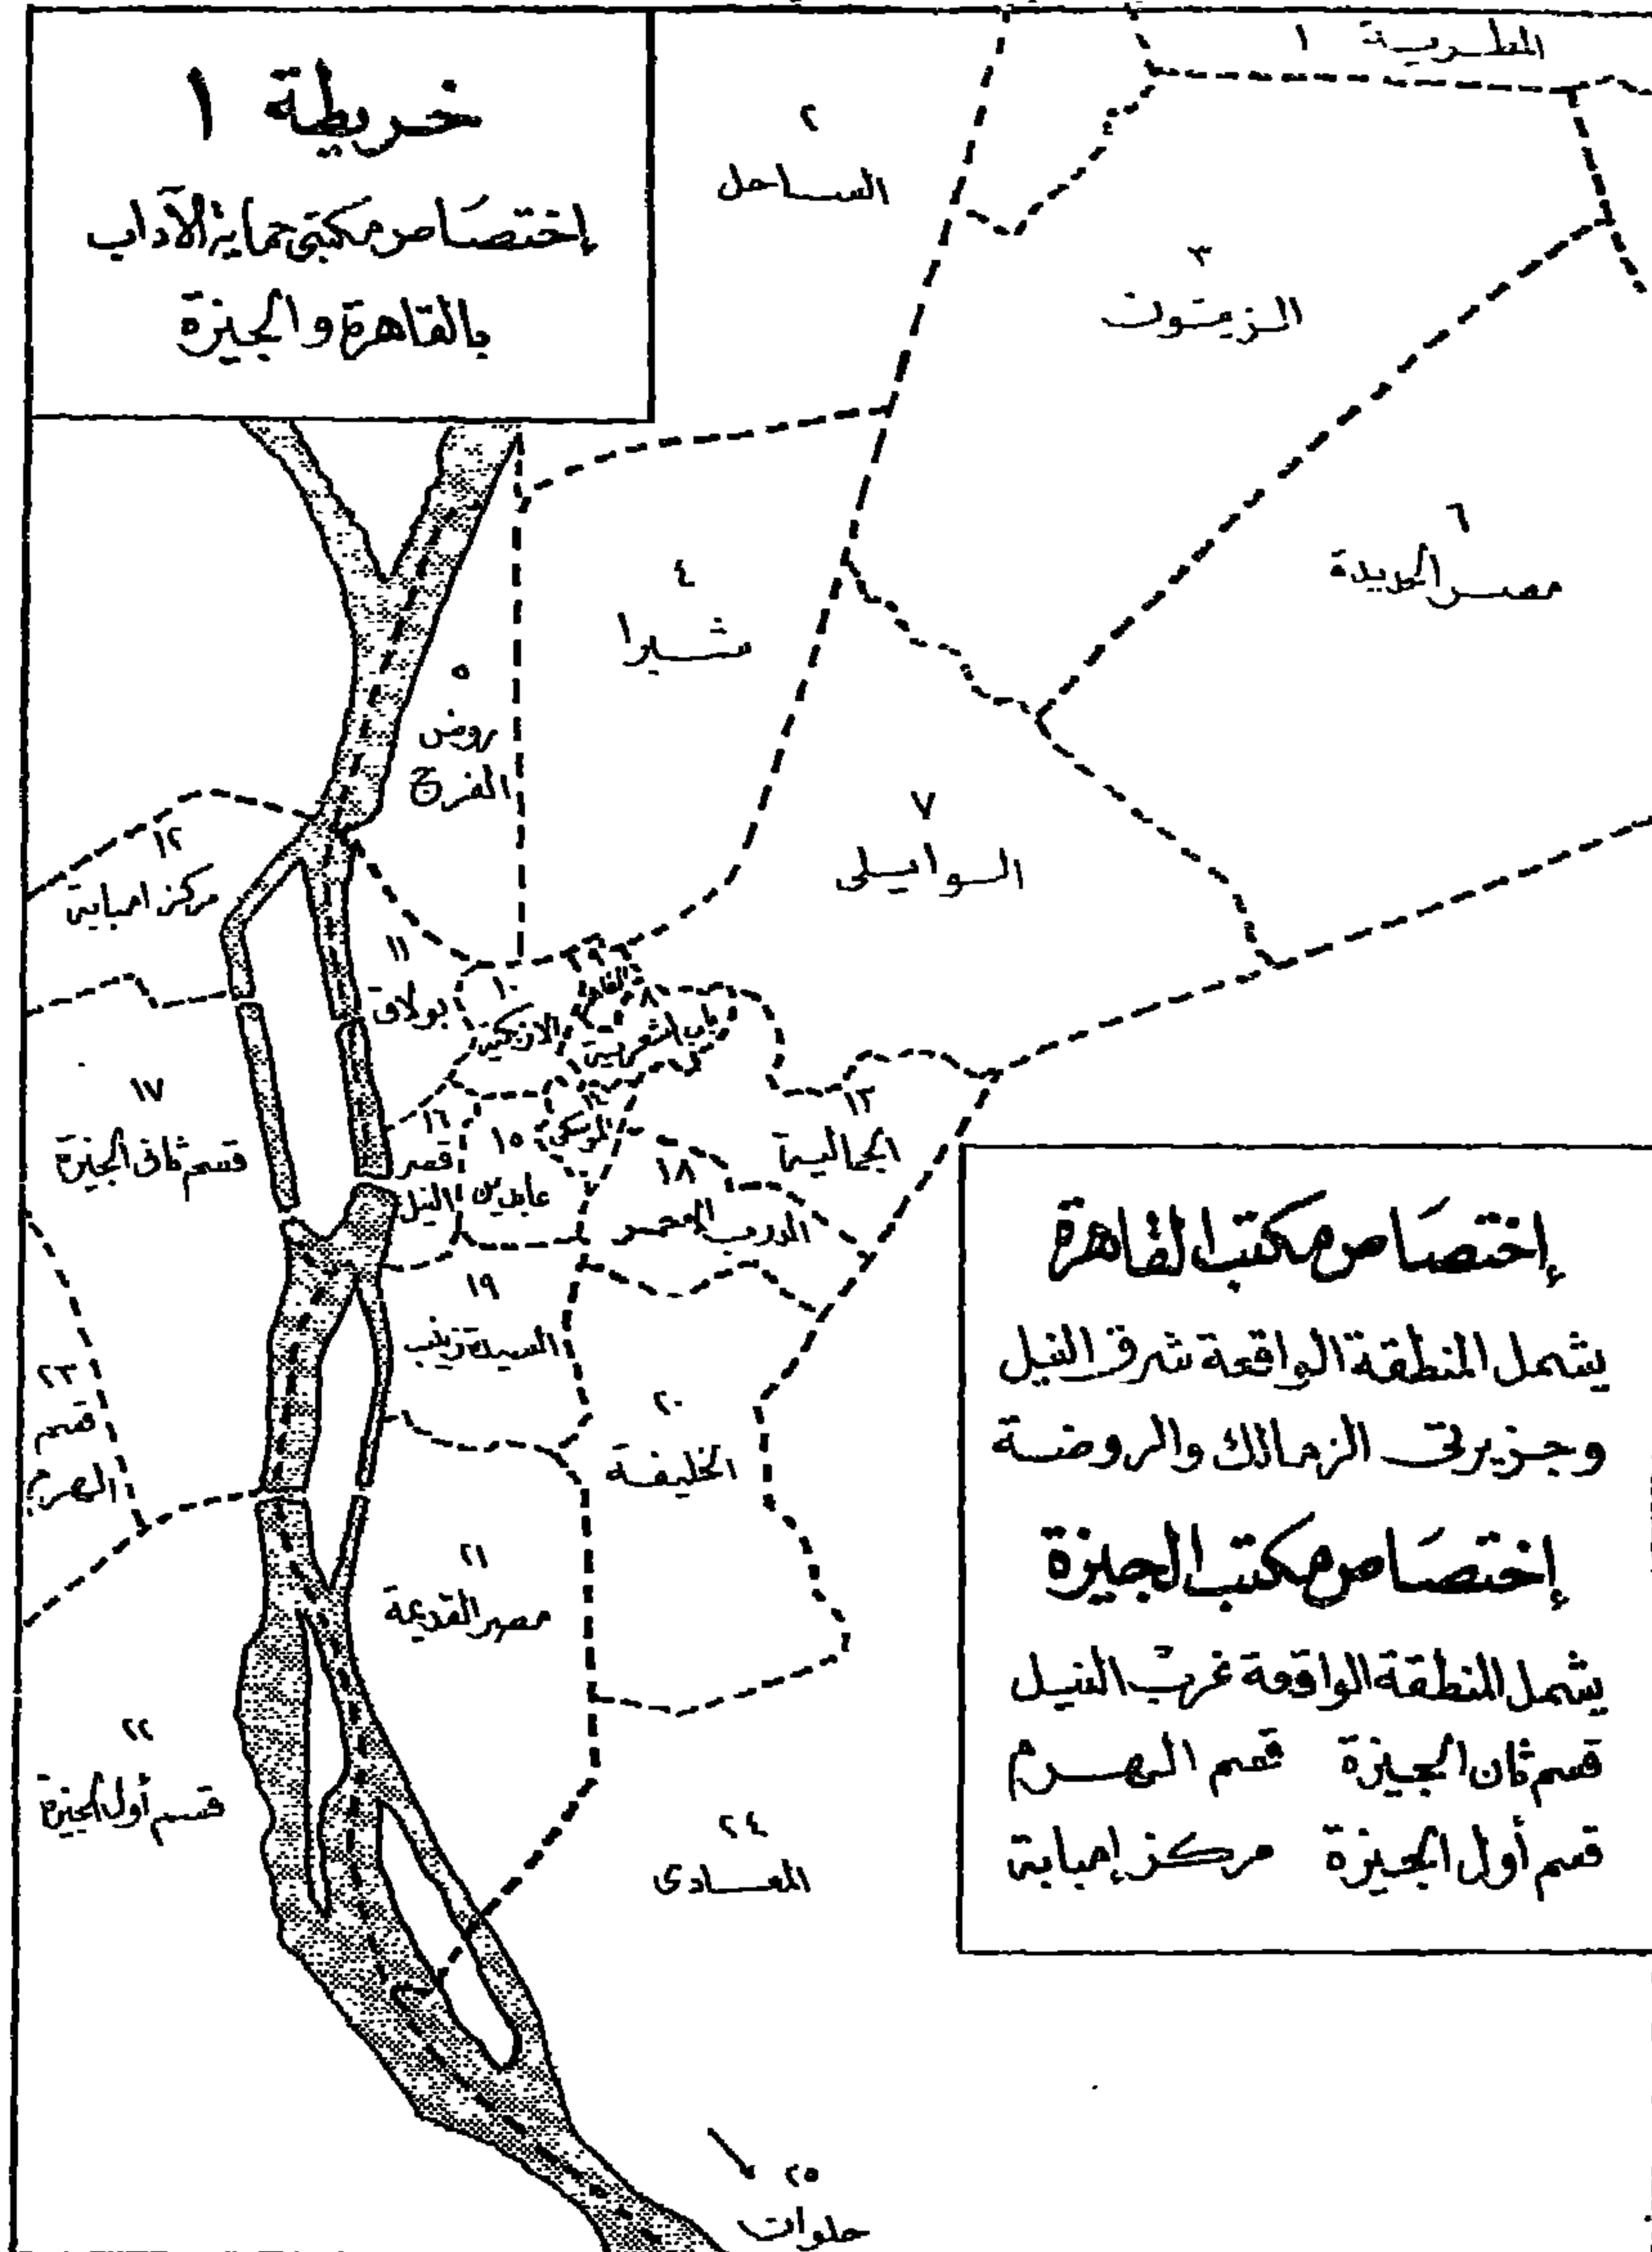 خريطة ١
إختصاص مكتبى حماية الآداب
بالقاهرة والجيزة
المطرية ١
٢
الساحل
٣
الزيتون
٤
شبرا
٥
روض
الفرج
٦
مصر الجديدة
٧
الوايلى
٨
باب الشعرية
١٠
الازبكية
١١
بولاق
١٢
مركز امبابة
١٣
الجمالية
الموسكى
١٥
عابدين
١٦
قصر
النيل
١٧
قسم ثانى الجيزة
١٨
الدرب الاحمر
١٩
السيدة زينب
٢٠
الخليفة
٢١
مصر القديمة
٢٢
قسم أول الجيزة
٢٣
قسم
الهرم
٢٤
المعادى
٢٥
حلوان
إختصاص مكتب القاهرة
يشمل المنطقة الواقعة شرق النيل
وجزيرتى الزمالك والروضة
إختصاص مكتب الجيزة
يشمل المنطقة الواقعة غرب النيل
قسم ثان الجيزة قسم الهرم
قسم أول الجيزة مركز إمبابة